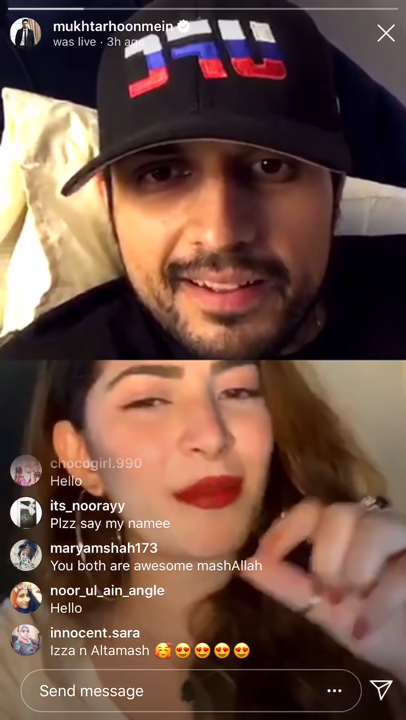 mukhtarhoonmein
was live · 3h ago
chocogirl.990
Hello
its_noorayy
Plzz say my namee
maryamshah173
You both are awesome mashAllah
noor_ul_ain_angle
Hello
innocent.sara
Izza n Altamash 🥰😍😍😍😍
Send message